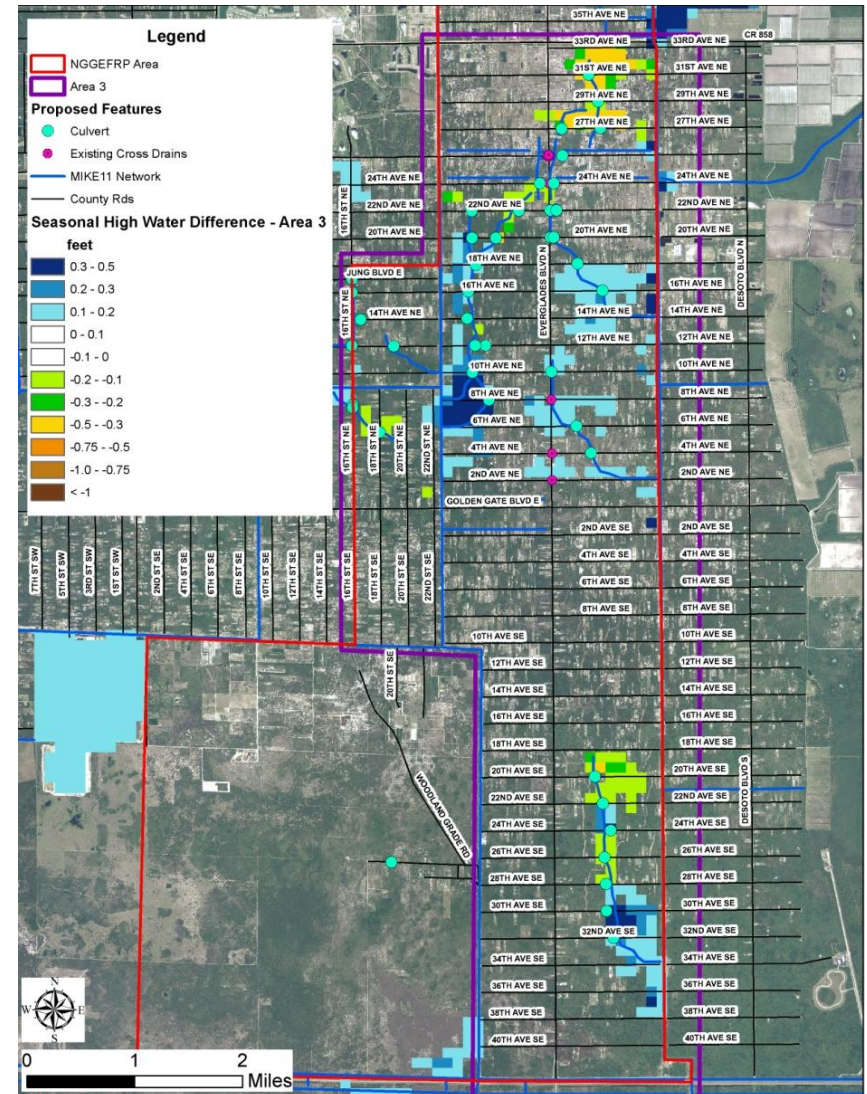 Legend
NGGEFRP Area
Area 3
Proposed Features
Culvert
Existing Cross Drains
MIKE11 Network
County Rds
Seasonal High Water Difference - Area 3
feet
0.3 - 0.5
0.2 - 0.3
0.1 - 0.2
0 - 0.1
-0.1 - 0
-0.2 - -0.1
-0.3 - -0.2
-0.5 - -0.3
-0.75 - -0.5
-1.0 - -0.75
< -1
35TH AVE NE
CR 858
33RD AVE NE
33RD AVE NE
31ST AVE NE
31ST AVE NE
29TH AVE NE
29TH AVE NE
27TH AVE NE
27TH AVE NE
24TH AVE NE
24TH AVE NE
24TH AVE NE
22ND AVE NE
22ND AVE NE
22ND AVE NE
20TH AVE NE
20TH AVE NE
20TH AVE NE
16TH ST NE
EVERGLADES BLVD N
DESOTO BLVD N
18TH AVE NE
JUNG BLVD E
16TH AVE NE
16TH AVE NE
16TH ST NE
14TH AVE NE
14TH AVE NE
14TH AVE NE
12TH AVE NE
12TH AVE NE
10TH AVE NE
10TH AVE NE
8TH AVE NE
8TH AVE NE
6TH AVE NE
6TH AVE NE
4TH AVE NE
4TH AVE NE
2ND AVE NE
2ND AVE NE
16TH ST NE
18TH ST NE
20TH ST NE
22ND ST NE
GOLDEN GATE BLVD E
7TH ST SW
5TH ST SW
3RD ST SW
1ST ST SW
2ND ST SE
4TH ST SE
6TH ST SE
8TH ST SE
10TH ST SE
12TH ST SE
14TH ST SE
16TH ST SE
18TH ST SE
20TH ST SE
22ND ST SE
2ND AVE SE
2ND AVE SE
4TH AVE SE
4TH AVE SE
6TH AVE SE
6TH AVE SE
8TH AVE SE
8TH AVE SE
10TH AVE SE
10TH AVE SE
12TH AVE SE
12TH AVE SE
14TH AVE SE
14TH AVE SE
16TH AVE SE
16TH AVE SE
18TH AVE SE
18TH AVE SE
20TH ST SE
WOODLAND GRADE RD
DESOTO BLVD S
20TH AVE SE
20TH AVE SE
22ND AVE SE
22ND AVE SE
24TH AVE SE
24TH AVE SE
26TH AVE SE
26TH AVE SE
28TH AVE SE
28TH AVE SE
30TH AVE SE
30TH AVE SE
32ND AVE SE
32ND AVE SE
34TH AVE SE
34TH AVE SE
36TH AVE SE
36TH AVE SE
38TH AVE SE
38TH AVE SE
40TH AVE SE
40TH AVE SE
N
W E
S
0 1 2
Miles